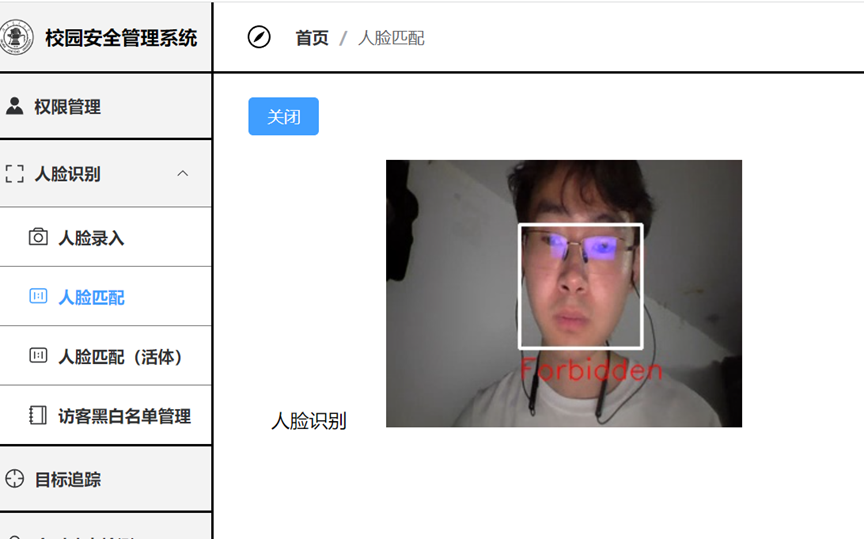 校园安全管理系统
首页 / 人脸匹配
权限管理
关闭
人脸识别
人脸录入
人脸匹配
人脸匹配（活体）
访客黑白名单管理
目标追踪
Forbidden
人脸识别